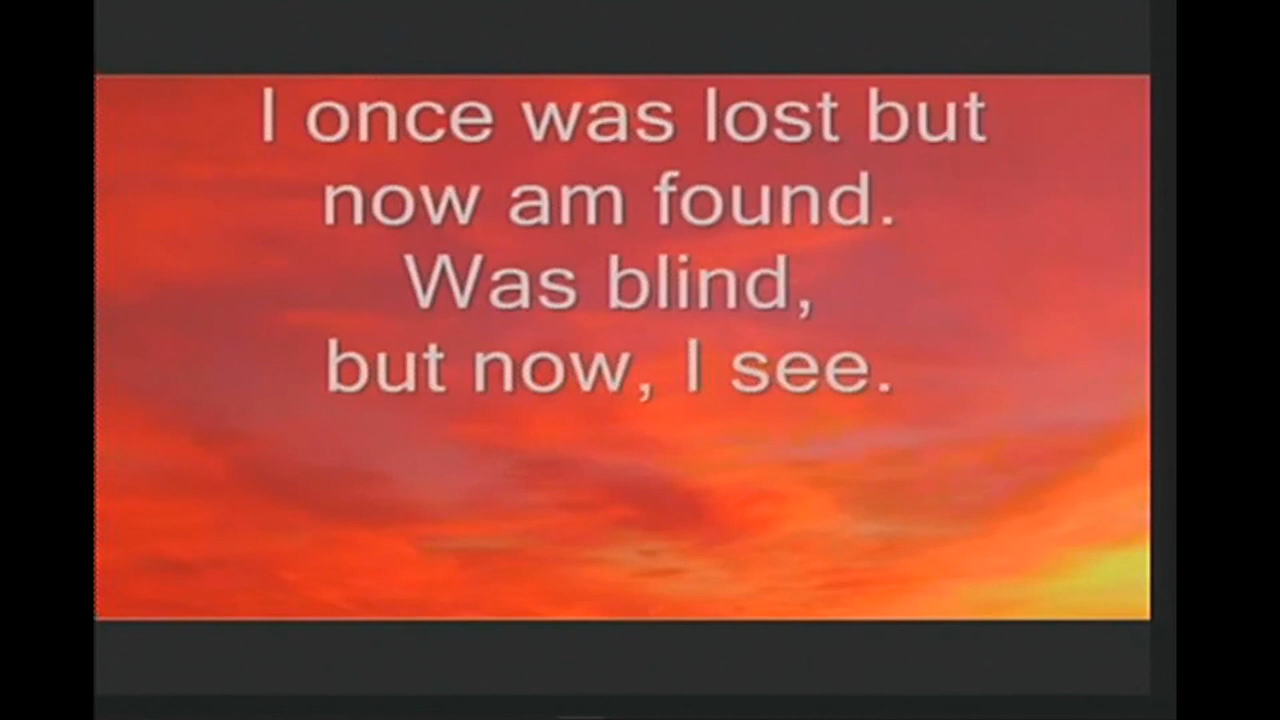 I once was lost but
now am found.
Was blind,
but now, I see.